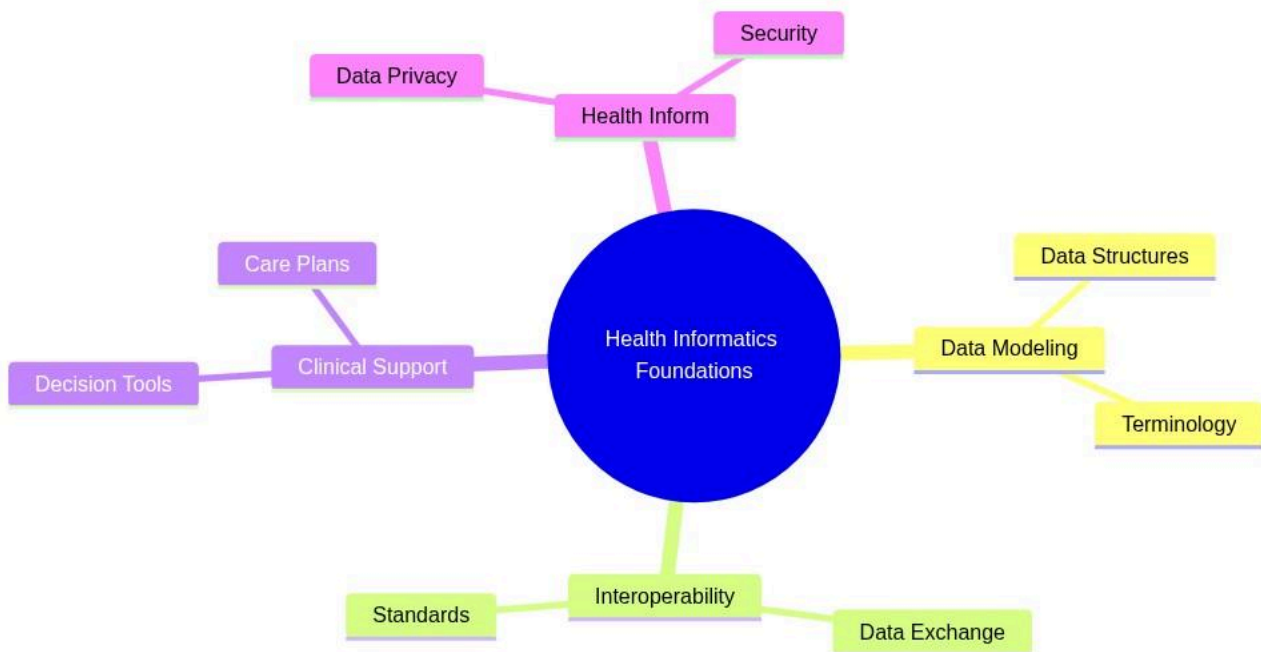 Security
Data Privacy
Health Inform
Care Plans
Data Structures
Health Informatics
Foundations
Data Modeling
Clinical Support
Decision Tools
Terminology
Interoperability
Standards
Data Exchange